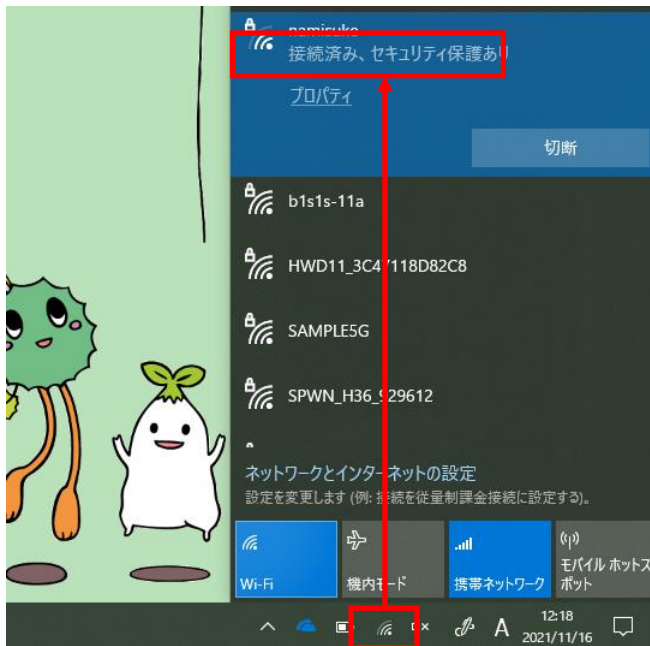 namisuke
接続済み、セキュリティ保護あり
プロパティ
切断
b1s1s-11a
HWD11_3C47118D82C8
SAMPLE5G
SPWN_H36_929612
ネットワークとインターネットの設定
設定を変更します (例: 接続を従量制課金接続に設定する)。
Wi-Fi
機内モード
携帯ネットワーク
モバイル ホットス
ポット
A
12:18
2021/11/16